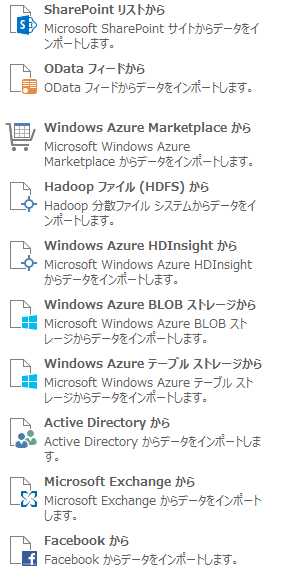 SharePoint リストから
Microsoft SharePoint サイトからデータをイ
ンポートします。
OData フィードから
OData フィードからデータをインポートします。
Windows Azure Marketplace から
Microsoft Windows Azure
Marketplace からデータをインポートします。
Hadoop ファイル (HDFS) から
Hadoop 分散ファイル システムからデータをイ
ンポートします。
Windows Azure HDInsight から
Microsoft Windows Azure HDInsight
からデータをインポートします。
Windows Azure BLOB ストレージから
Microsoft Windows Azure BLOB スト
レージからデータをインポートします。
Windows Azure テーブル ストレージから
Microsoft Windows Azure テーブル スト
レージからデータをインポートします。
Active Directory から
Active Directory からデータをインポートしま
す。
Microsoft Exchange から
Microsoft Exchange からデータをインポート
します。
Facebook から
Facebook からデータをインポートします。